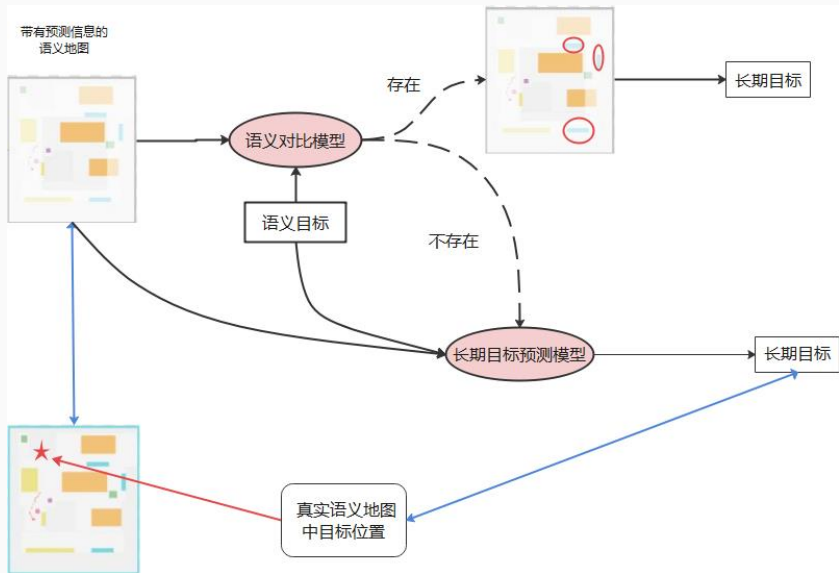 带有预测信息的
语义地图
存在
长期目标
语义对比模型
语义目标
不存在
长期目标预测模型
长期目标
真实语义地图
中目标位置